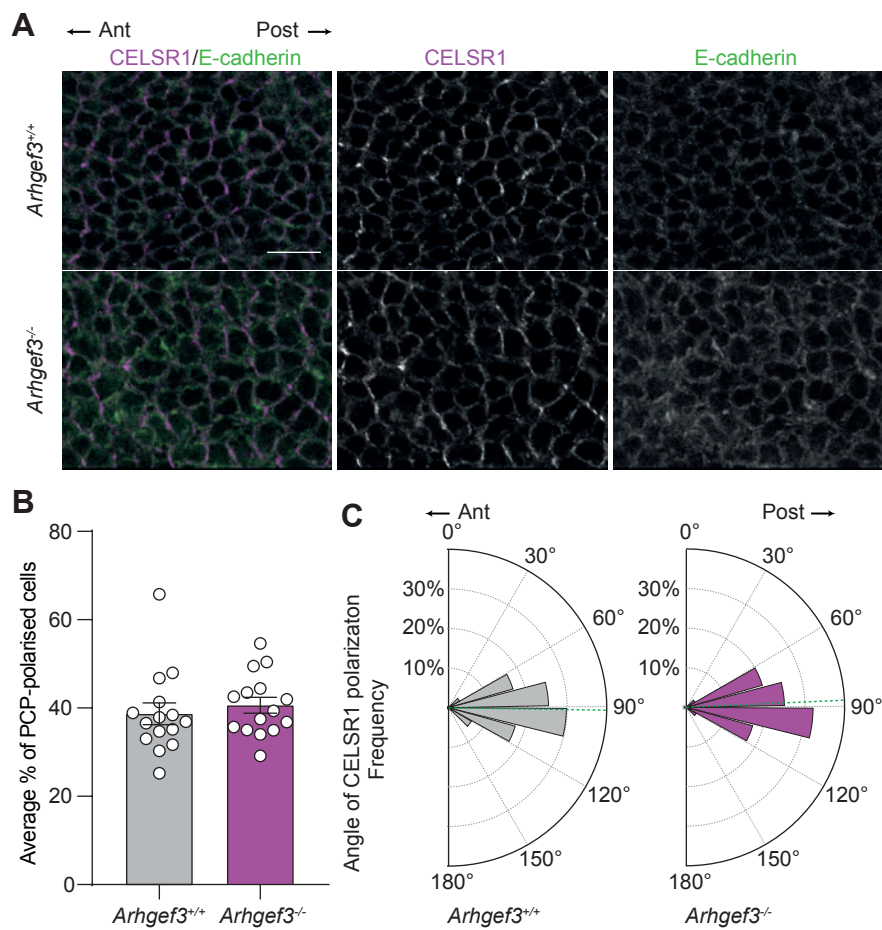 A
← Ant
Post →
CELSR1/E-cadherin
CELSR1
E-cadherin
Arhgef3+/+
Arhgef3-/-
B
Average % of PCP-polarised cells
80
60
40
20
0
Arhgef3+/+
Arhgef3-/-
C
← Ant
Post →
Angle of CELSR1 polarizaton
Frequency
0°
30°
60°
90°
120°
150°
180°
30%
20%
10%
Arhgef3+/+
0°
30°
60°
90°
120°
150°
180°
30%
20%
10%
Arhgef3-/-